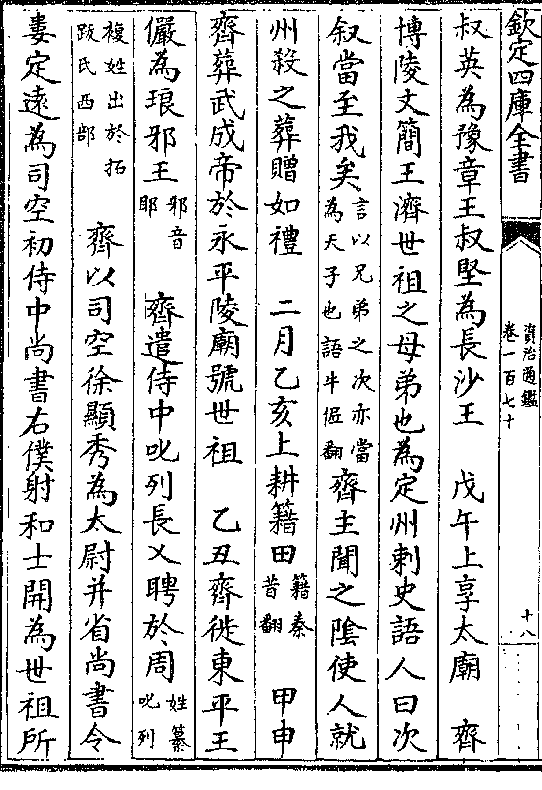 欽定四庫全書
資治通鑑
卷一百七十
十八
叔英為豫章王叔堅為長沙王　戊午上享太廟　齊
博陵文簡王濟世祖之母弟也為定州刺史語人曰次
叙當至我矣言以兄弟之次亦當為天子也語牛倨翻齊主聞之隂使人就
州殺之葬贈如禮　二月乙亥上耕籍田籍秦昔翻　甲申
齊葬武成帝於永平陵廟號世祖　乙丑齊徙東平王
儼為琅邪王邪音耶　齊遣侍中叱列長乂聘於周姓纂叱列
複姓出於拓跋氏西部　齊以司空徐顯秀為太尉并省尚書令
婁定遠為司空初侍中尚書右僕射和士開為世祖所